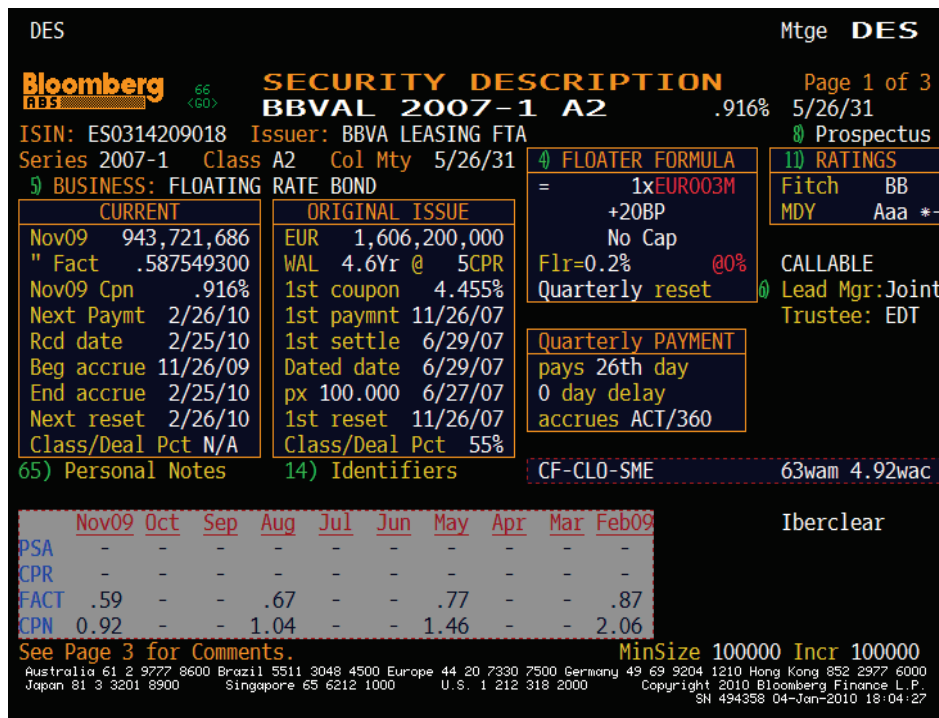 DES Mtge DES
Bloomberg ABS 66 <GO> SECURITY DESCRIPTION Page 1 of 3
BBVAL 2007-1 A2 .916% 5/26/31
ISIN: ES0314209018 Issuer: BBVA LEASING FTA 8) Prospectus
Series 2007-1 Class A2 Col Mty 5/26/31 4) FLOATER FORMULA 11) RATINGS
5) BUSINESS: FLOATING RATE BOND = 1xEUR003M Fitch BB
CURRENT ORIGINAL ISSUE +20BP MDY Aaa *-
Nov09 943,721,686 EUR 1,606,200,000 No Cap
" Fact .587549300 WAL 4.6Yr @ 5CPR Flr=0.2% @0% CALLABLE
Nov09 Cpn .916% 1st coupon 4.455% Quarterly reset 6) Lead Mgr:Joint
Next Paymt 2/26/10 1st paymnt 11/26/07 Trustee: EDT
Rcd date 2/25/10 1st settle 6/29/07 Quarterly PAYMENT
Beg accrue 11/26/09 Dated date 6/29/07 pays 26th day
End accrue 2/25/10 px 100.000 6/27/07 0 day delay
Next reset 2/26/10 1st reset 11/26/07 accrues ACT/360
Class/Deal Pct N/A Class/Deal Pct 55%
65) Personal Notes 14) Identifiers CF-CLO-SME 63wam 4.92wac
Nov09 Oct Sep Aug Jul Jun May Apr Mar Feb09 Iberclear
PSA - - - - - - - - - -
CPR - - - - - - - - - -
FACT .59 - - .67 - - .77 - - .87
CPN 0.92 - - 1.04 - - 1.46 - - 2.06
See Page 3 for Comments. MinSize 100000 Incr 100000
Australia 61 2 9777 8600 Brazil 5511 3048 4500 Europe 44 20 7330 7500 Germany 49 69 9204 1210 Hong Kong 852 2977 6000
Japan 81 3 3201 8900 Singapore 65 6212 1000 U.S. 1 212 318 2000 Copyright 2010 Bloomberg Finance L.P.
SN 494358 04-Jan-2010 18:04:27